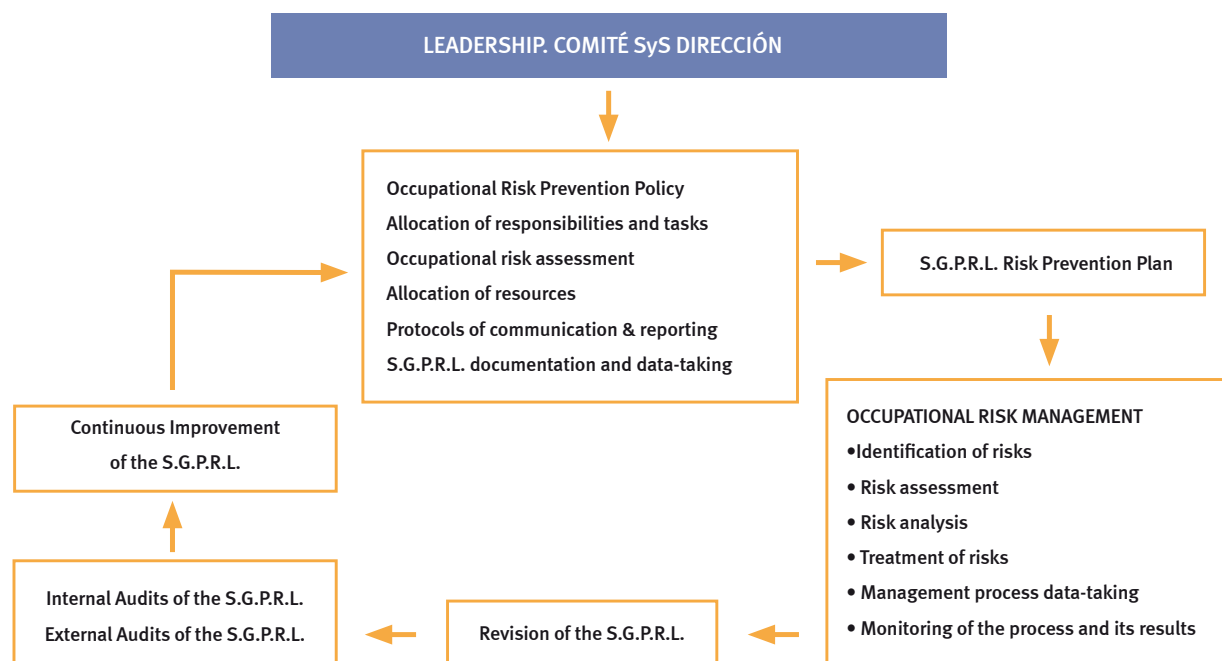 LEADERSHIP. COMITÉ SyS DIRECCIÓN
Occupational Risk Prevention Policy
Allocation of responsibilities and tasks
Occupational risk assessment
Allocation of resources
Protocols of communication & reporting
S.G.P.R.L. documentation and data-taking
S.G.P.R.L. Risk Prevention Plan
OCCUPATIONAL RISK MANAGEMENT
•Identification of risks
• Risk assessment
• Risk analysis
• Treatment of risks
• Management process data-taking
• Monitoring of the process and its results
Revision of the S.G.P.R.L.
Internal Audits of the S.G.P.R.L.
External Audits of the S.G.P.R.L.
Continuous Improvement
of the S.G.P.R.L.